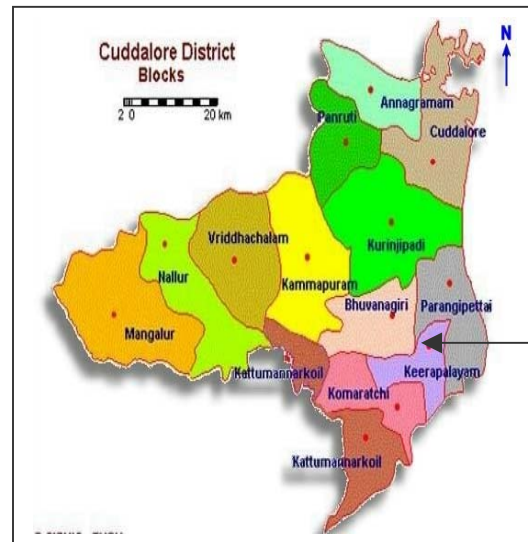 Cuddalore District
Blocks
2 0 20 km
N
Annagramam
Panruti
Cuddalore
Vriddhachalam
Kurinjipadi
Nallur
Kammapuram
Bhuvanagiri
Parangipettai
Mangalur
Kattumannarkoil
Komaratchi
Keerapalayam
Kattumannarkoil